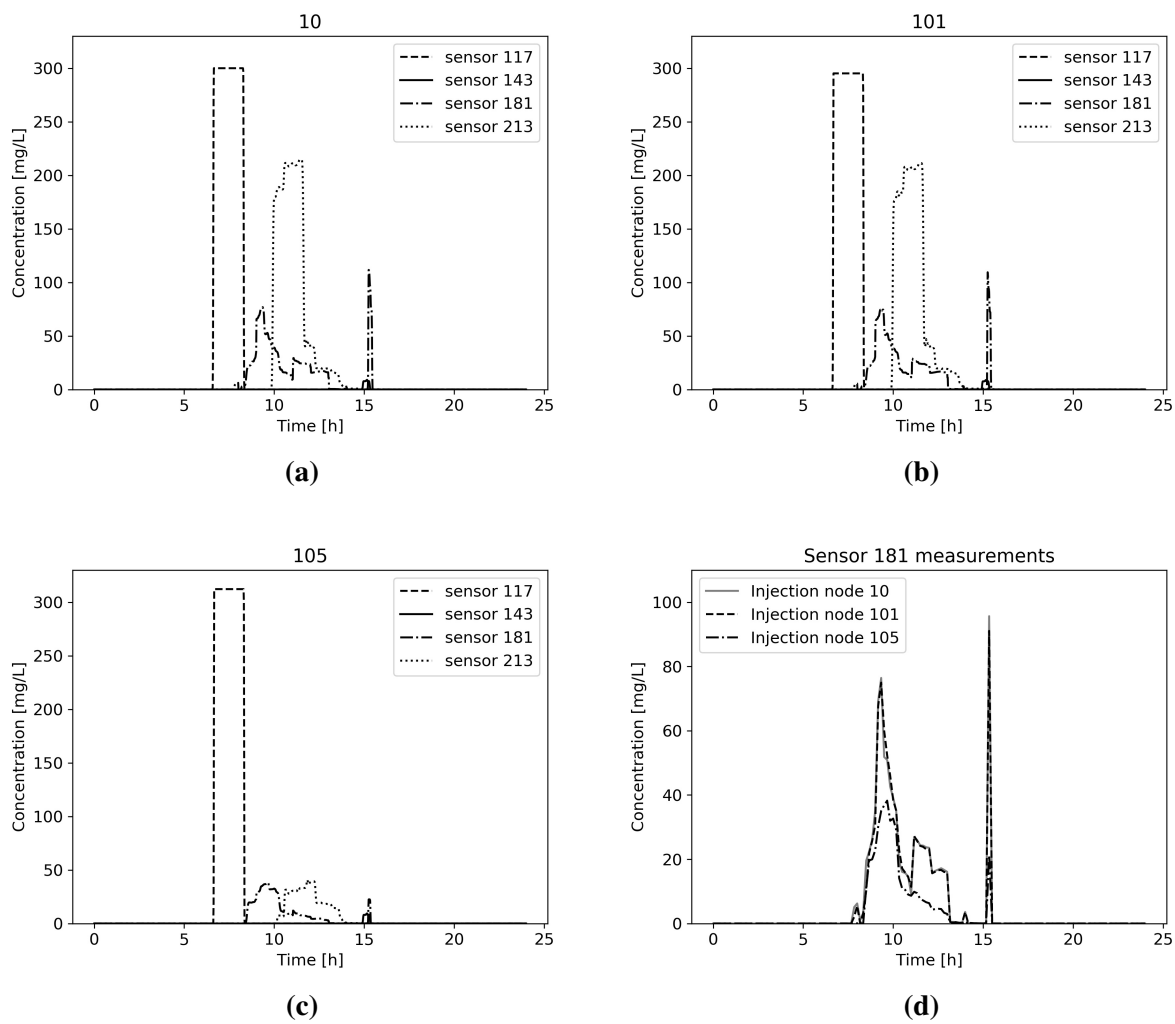 10
Concentration [mg/L]
300
250
200
150
100
50
0
sensor 117
sensor 143
sensor 181
sensor 213
0 5 10 15 20 25
Time [h]
(a)
101
Concentration [mg/L]
300
250
200
150
100
50
0
sensor 117
sensor 143
sensor 181
sensor 213
0 5 10 15 20 25
Time [h]
(b)
105
Concentration [mg/L]
300
250
200
150
100
50
0
sensor 117
sensor 143
sensor 181
sensor 213
0 5 10 15 20 25
Time [h]
(c)
Sensor 181 measurements
Concentration [mg/L]
100
80
60
40
20
0
Injection node 10
Injection node 101
Injection node 105
0 5 10 15 20 25
Time [h]
(d)